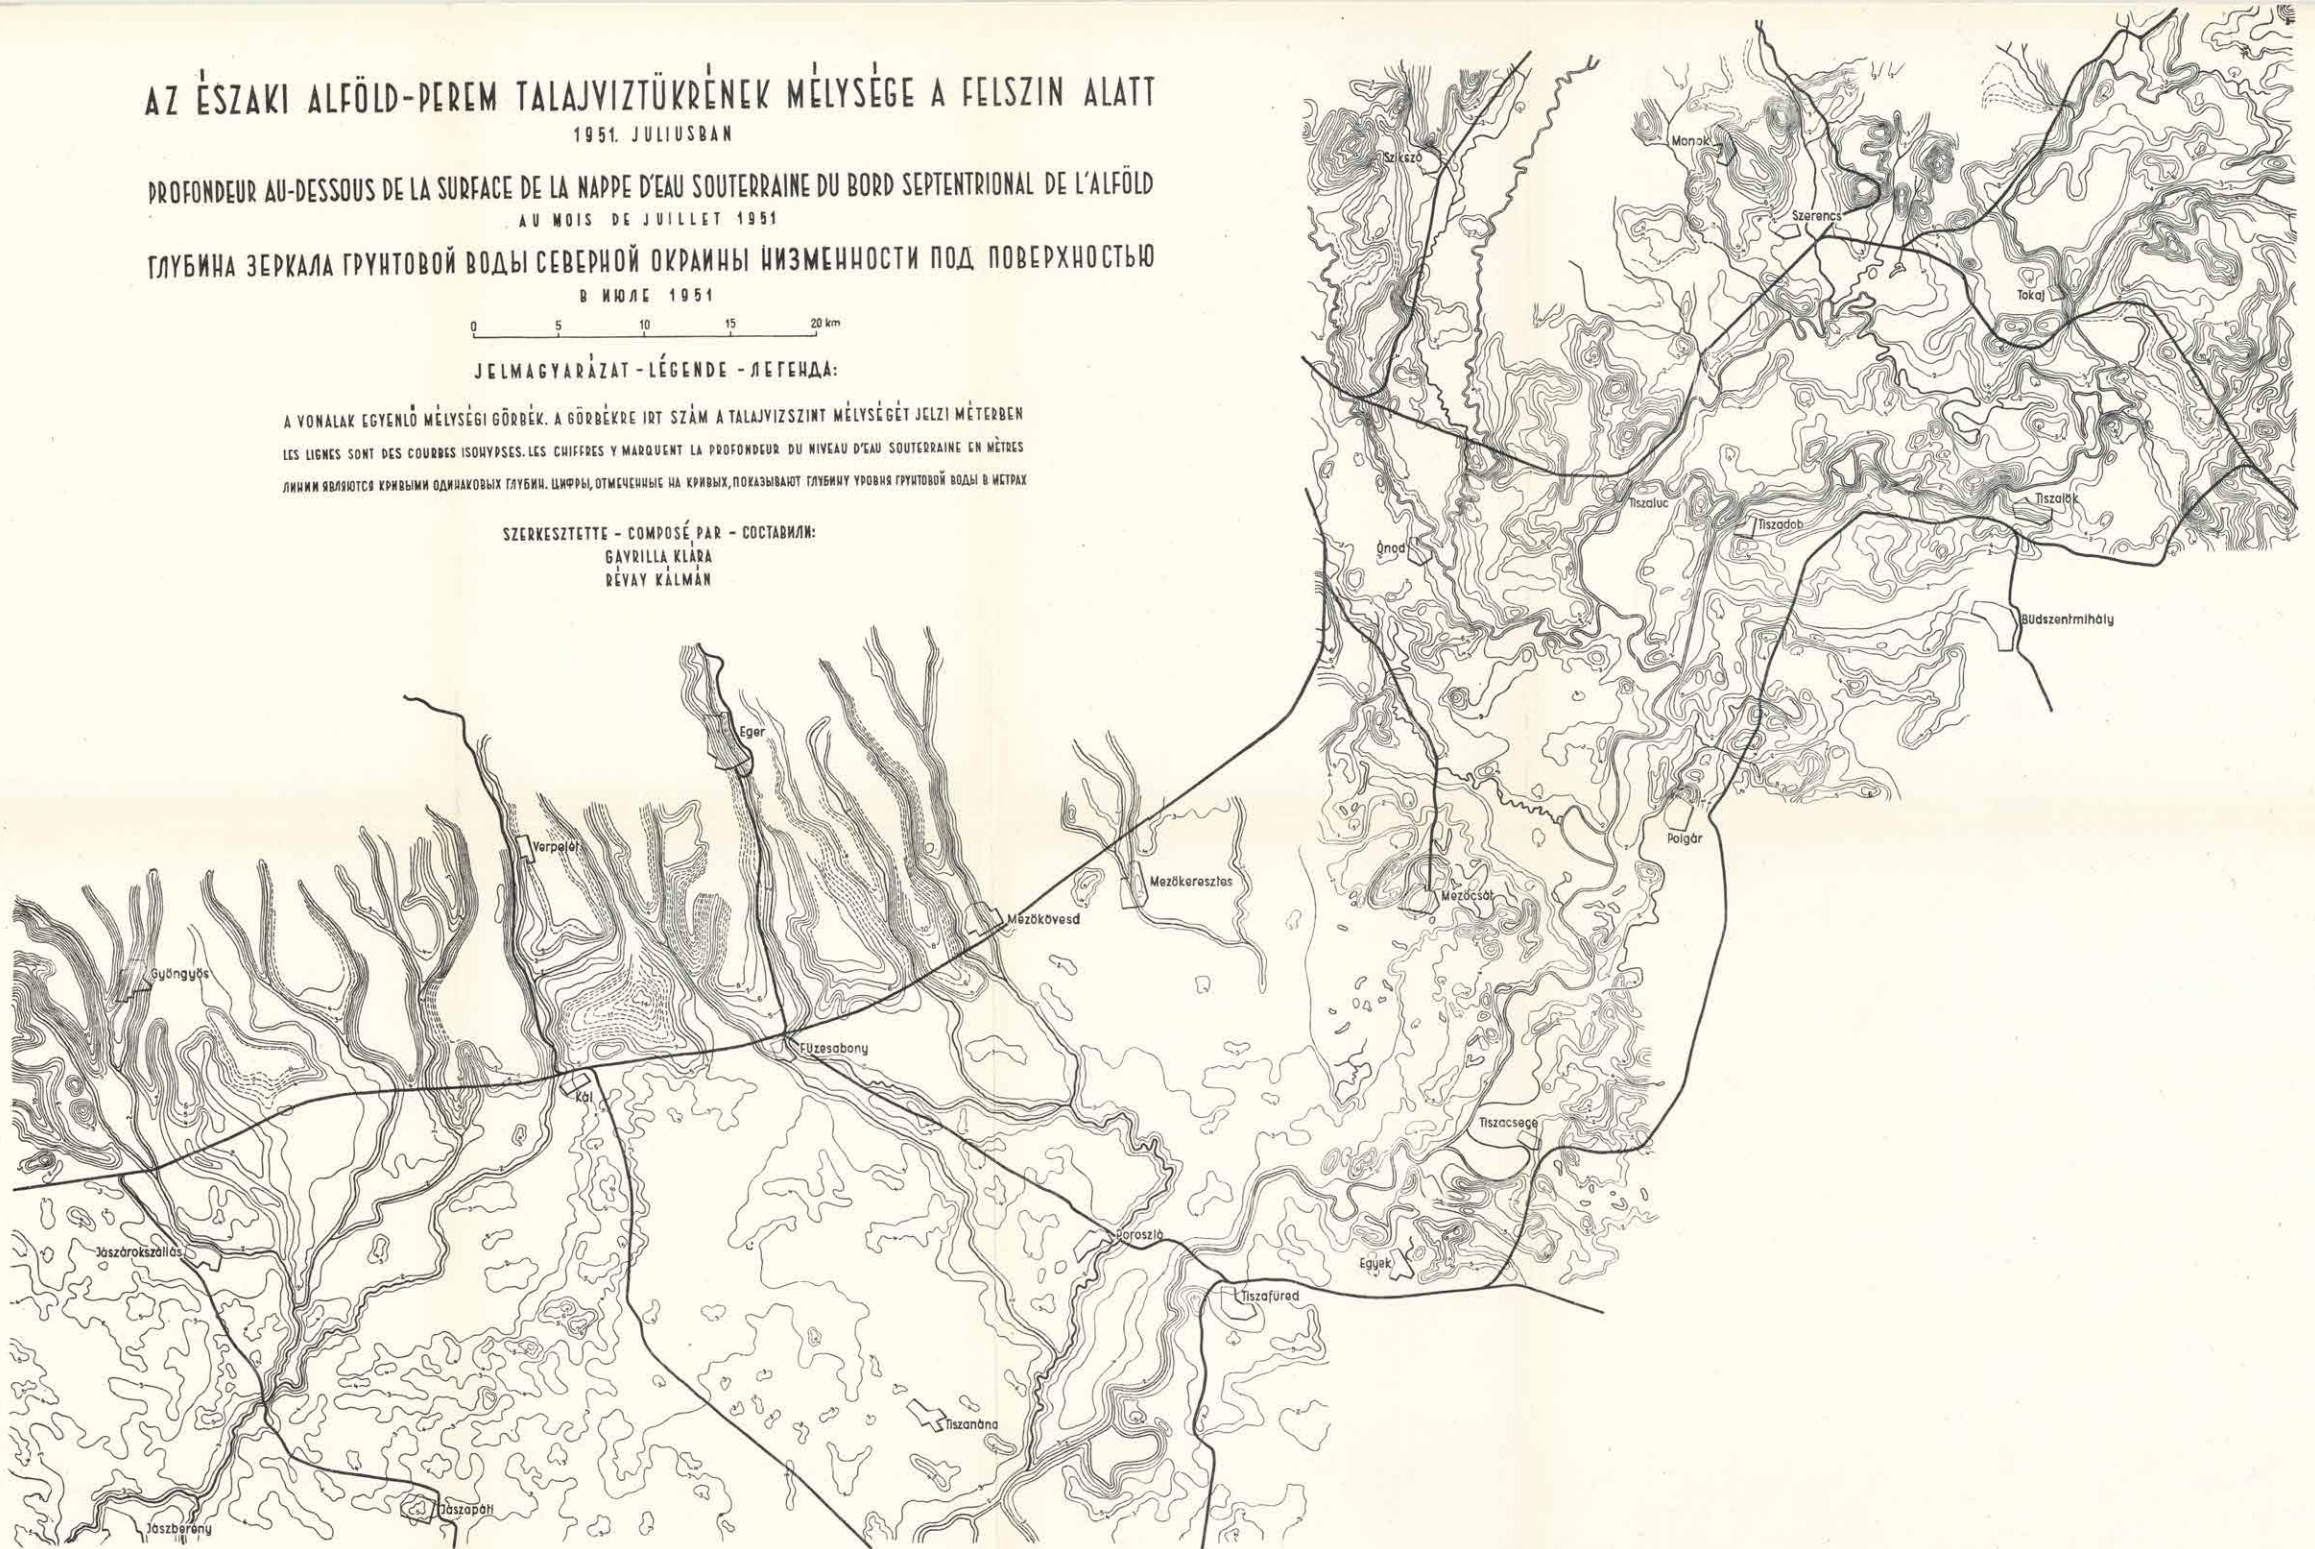 AZ ÉSZAKI ALFÖLD-PEREM TALAJVIZTÜKRÉNEK MÉLYSÉGE A FELSZIN ALATT
1951. JULIUSBAN
PROFONDEUR AU-DESSOUS DE LA SURFACE DE LA NAPPE D'EAU SOUTERRAINE DU BORD SEPTENTRIONAL DE L'ALFÖLD
AU MOIS DE JUILLET 1951
ГЛУБИНА ЗЕРКАЛА ГРУНТОВОЙ ВОДЫ СЕВЕРНОЙ ОКРАИНЫ НИЗМЕННОСТИ ПОД ПОВЕРХНОСТЬЮ
В ИЮЛЕ 1951
0 5 10 15 20 km
JELMAGYARÁZAT - LÉGENDE - ЛЕГЕНДА:
A VONALAK EGYENLŐ MÉLYSÉGI GÖRBÉK. A GÖRBÉKRE IRT SZÁM A TALAJVIZSZINT MÉLYSÉGÉT JELZI MÉTERBEN
LES LIGNES SONT DES COURBES ISOHYPSES. LES CHIFFRES Y MARQUENT LA PROFONDEUR DU NIVEAU D'EAU SOUTERRAINE EN MÈTRES
ЛИНИИ ЯВЛЯЮТСЯ КРИВЫМИ ОДИНАКОВЫХ ГЛУБИН. ЦИФРЫ, ОТМЕЧЕННЫЕ НА КРИВЫХ, ПОКАЗЫВАЮТ ГЛУБИНУ УРОВНЯ ГРУНТОВОЙ ВОДЫ В МЕТРАХ
SZERKESZTETTE - COMPOSÉ PAR - СОСТАВИЛИ:
GAVRILLA KLÁRA
RÉVAY KÁLMÁN
Szikszó
Monok
Szerencs
Tokaj
Tiszaluc
Tiszadob
Tiszalök
Ónod
Büdszentmihály
Eger
Polgár
Verpelét
Mezőkeresztes
Mezőcsát
Mezőkövesd
Gyöngyös
Füzesabony
Kál
Tiszacsege
Poroszló
Jászárokszállás
Egyek
Tiszafüred
Tiszanána
Jászapáti
Jászberény